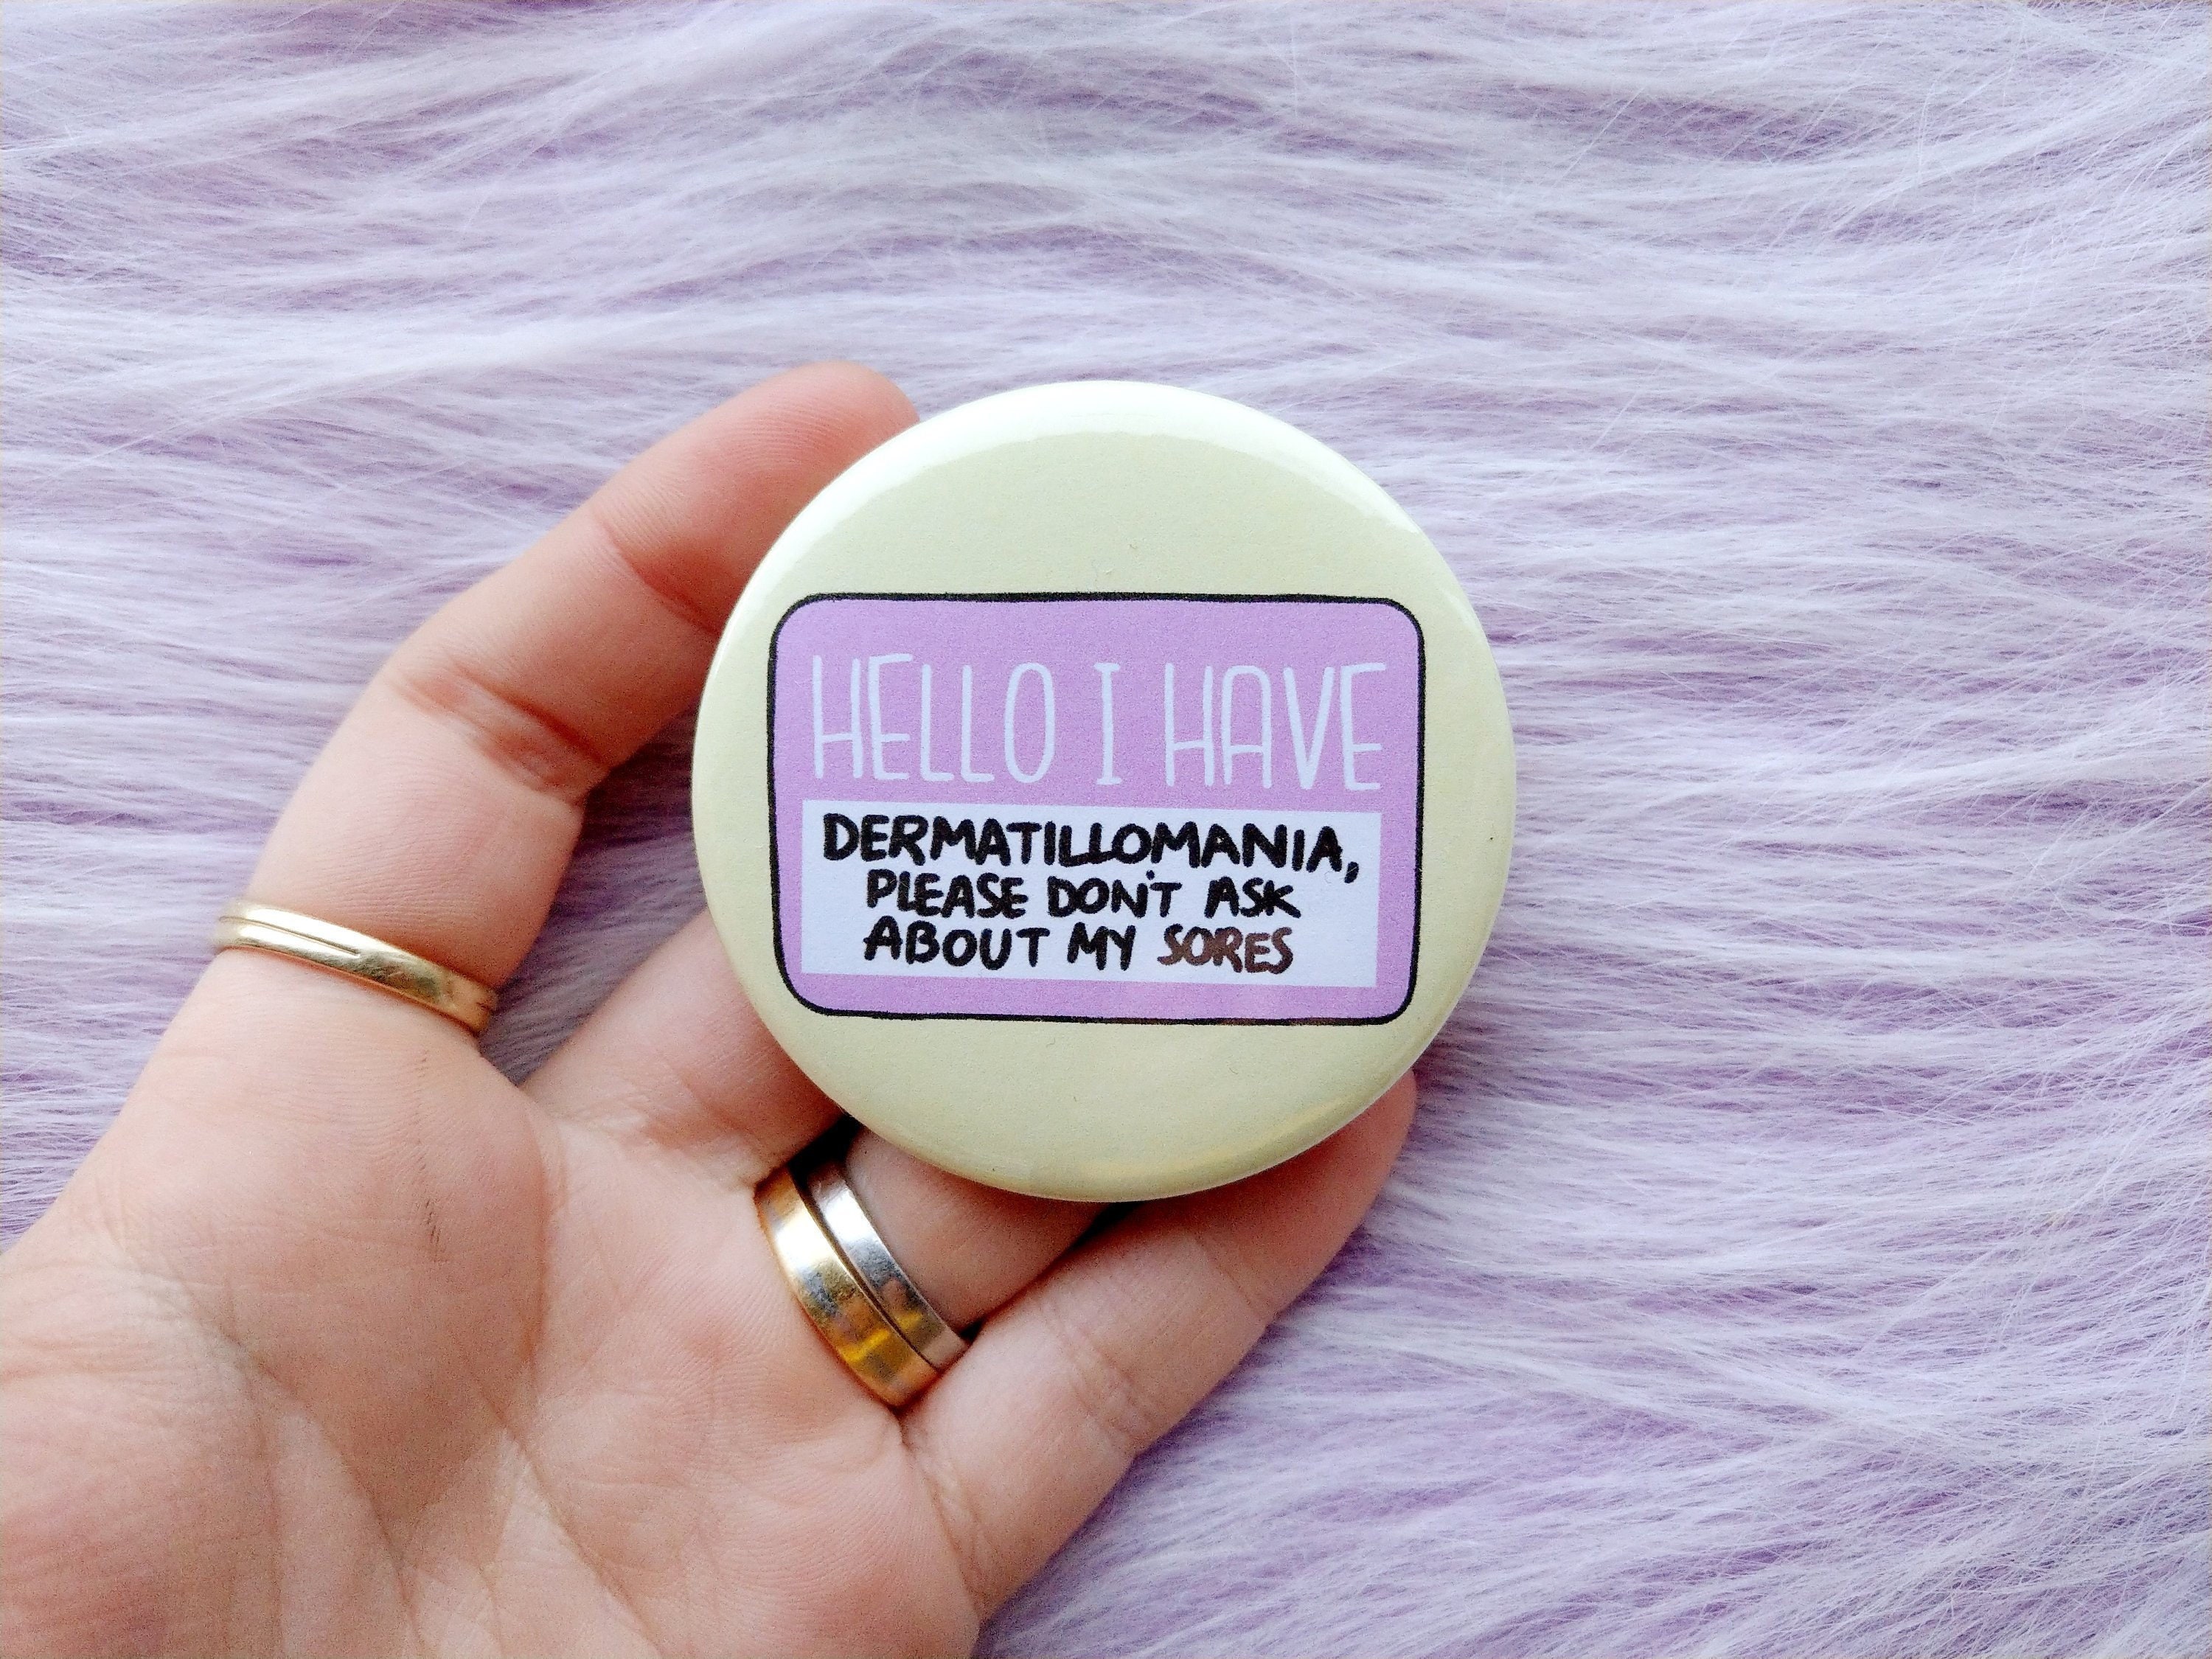 HELLO I HAVE
DERMATILLOMANIA,
PLEASE DON'T ASK
ABOUT MY SORES